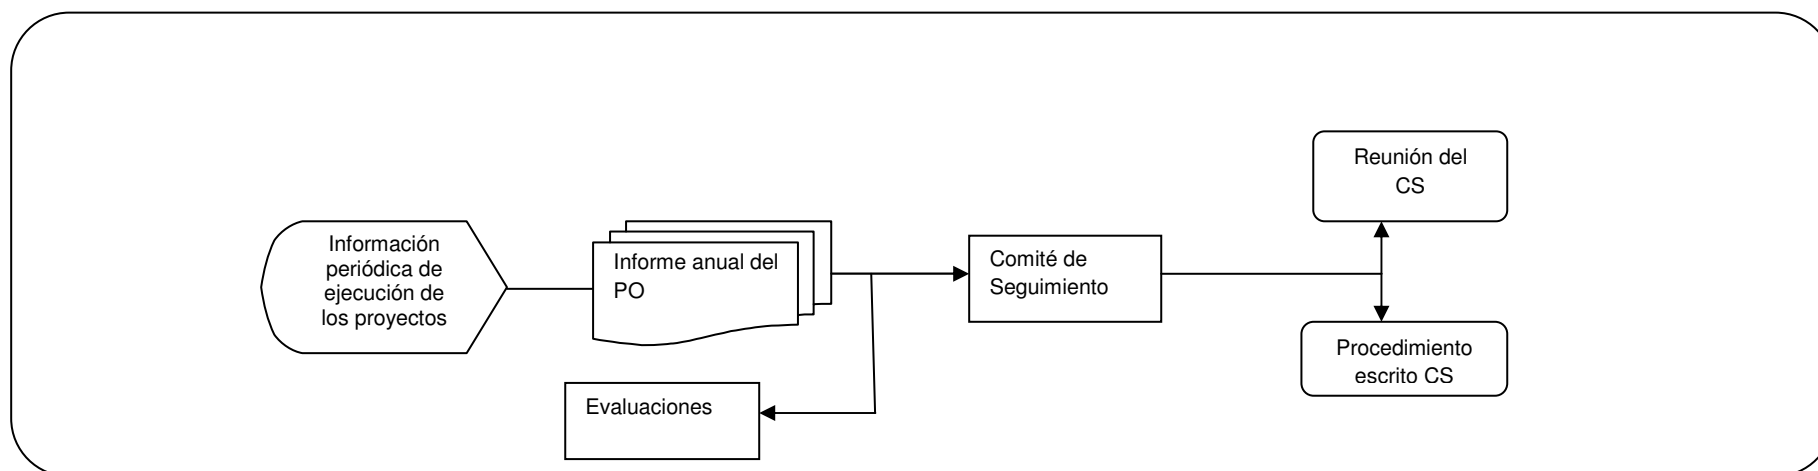 Información
periódica de
ejecución de
los proyectos
Informe anual del
PO
Evaluaciones
Comité de
Seguimiento
Reunión del
CS
Procedimiento
escrito CS